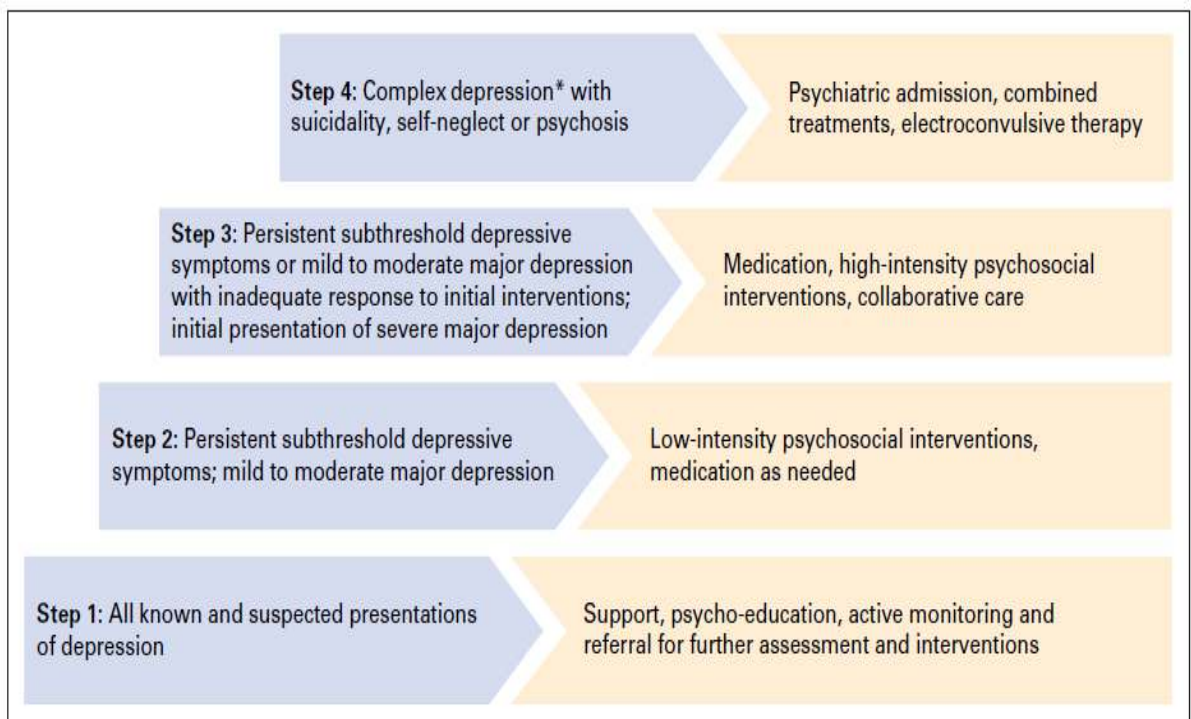 Step 4: Complex depression* with
suicidality, self-neglect or psychosis
Psychiatric admission, combined
treatments, electroconvulsive therapy
Step 3: Persistent subthreshold depressive
symptoms or mild to moderate major depression
with inadequate response to initial interventions;
initial presentation of severe major depression
Medication, high-intensity psychosocial
interventions, collaborative care
Step 2: Persistent subthreshold depressive
symptoms; mild to moderate major depression
Low-intensity psychosocial interventions,
medication as needed
Step 1: All known and suspected presentations
of depression
Support, psycho-education, active monitoring and
referral for further assessment and interventions